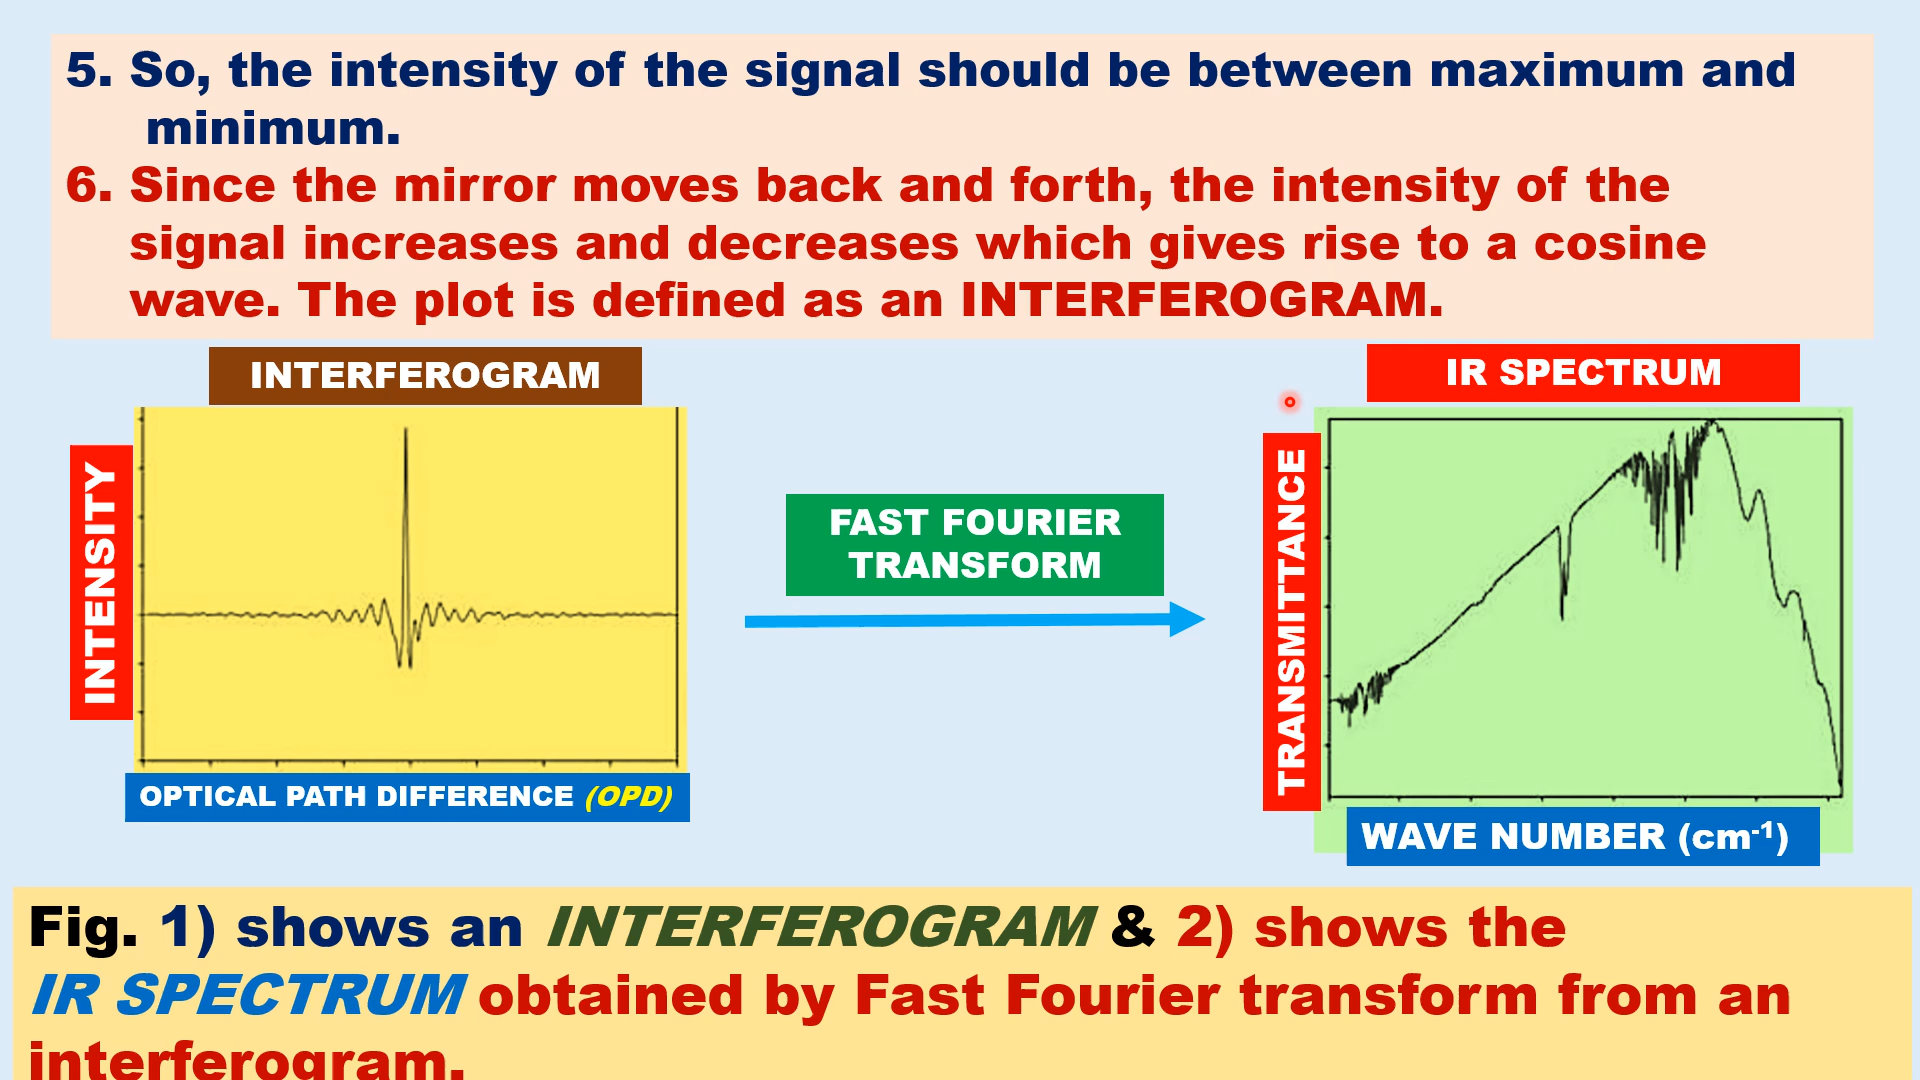 5. So, the intensity of the signal should be between maximum and
minimum.
6. Since the mirror moves back and forth, the intensity of the
signal increases and decreases which gives rise to a cosine
wave. The plot is defined as an INTERFEROGRAM.
INTERFEROGRAM
INTENSITY
OPTICAL PATH DIFFERENCE (OPD)
FAST FOURIER
TRANSFORM
IR SPECTRUM
TRANSMITTANCE
WAVE NUMBER (cm⁻¹)
Fig. 1) shows an INTERFEROGRAM & 2) shows the
IR SPECTRUM obtained by Fast Fourier transform from an
interferogram.